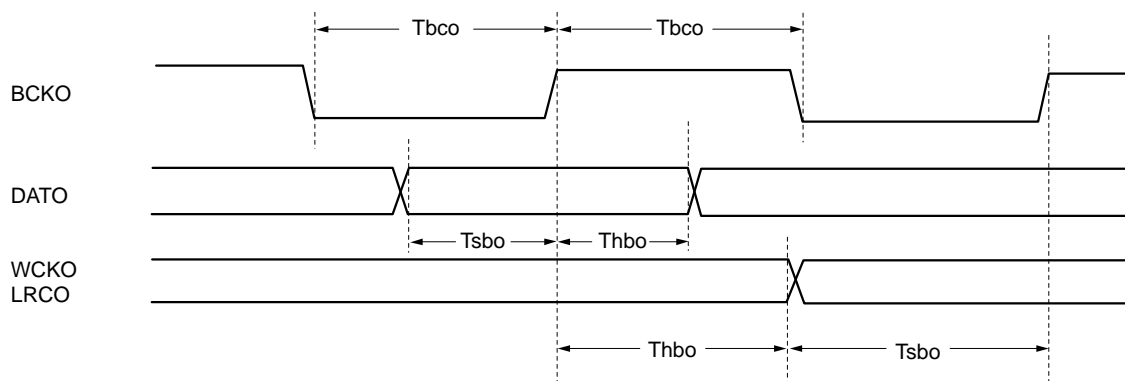 Tbco Tbco
BCKO
DATO
Tsbo Thbo
WCKO
LRCO
Thbo Tsbo